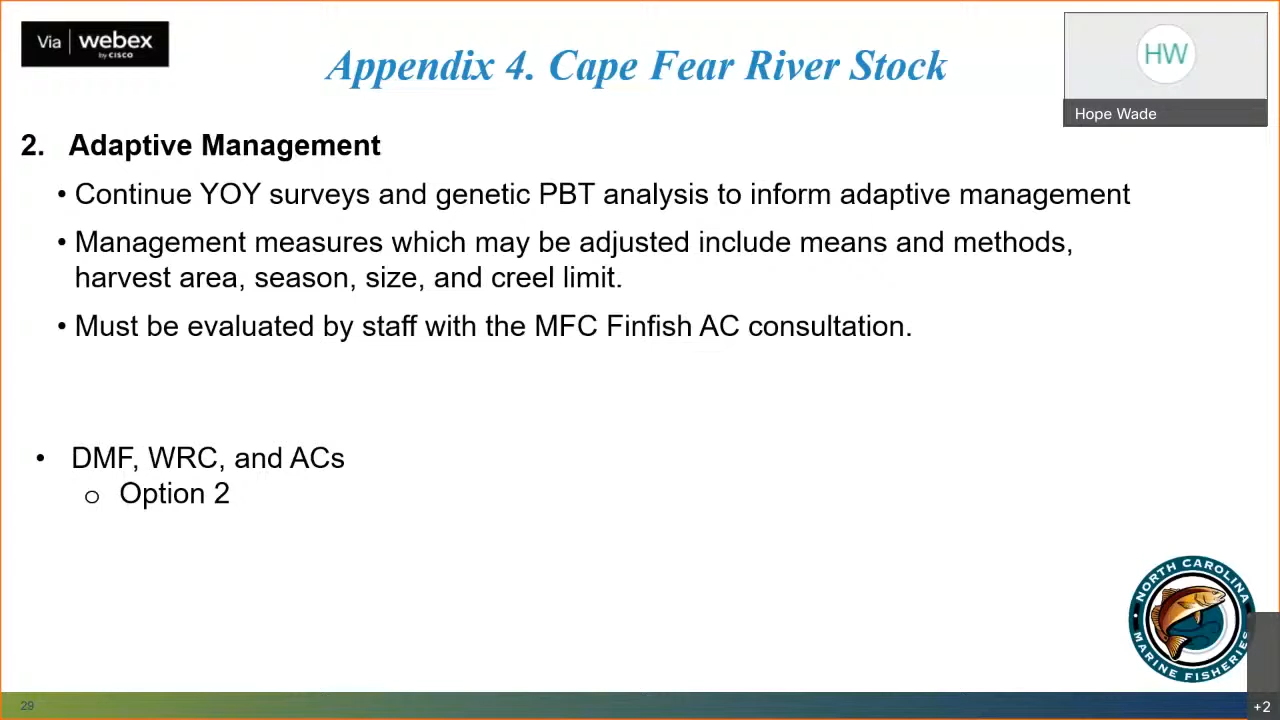 Via webex
by CISCO
Appendix 4. Cape Fear River Stock
HW
Hope Wade
2. Adaptive Management
• Continue YOY surveys and genetic PBT analysis to inform adaptive management
• Management measures which may be adjusted include means and methods,
harvest area, season, size, and creel limit.
• Must be evaluated by staff with the MFC Finfish AC consultation.
• DMF, WRC, and ACs
o Option 2
NORTH CAROLINA
MARINE FISHERIES
29
+2